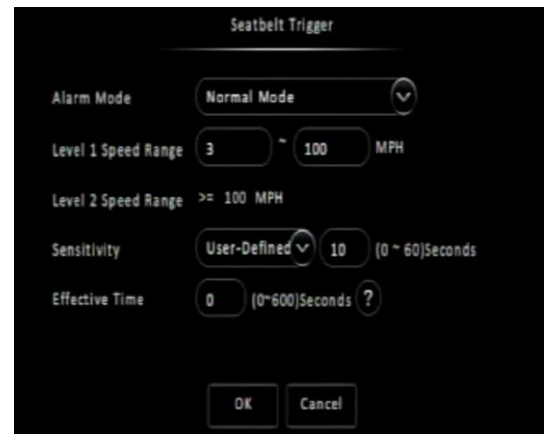 Seatbelt Trigger
Alarm Mode Normal Mode
Level 1 Speed Range 3 ~ 100 MPH
Level 2 Speed Range >= 100 MPH
Sensitivity User-Defined 10 (0 ~ 60)Seconds
Effective Time 0 (0~600)Seconds ?
OK Cancel